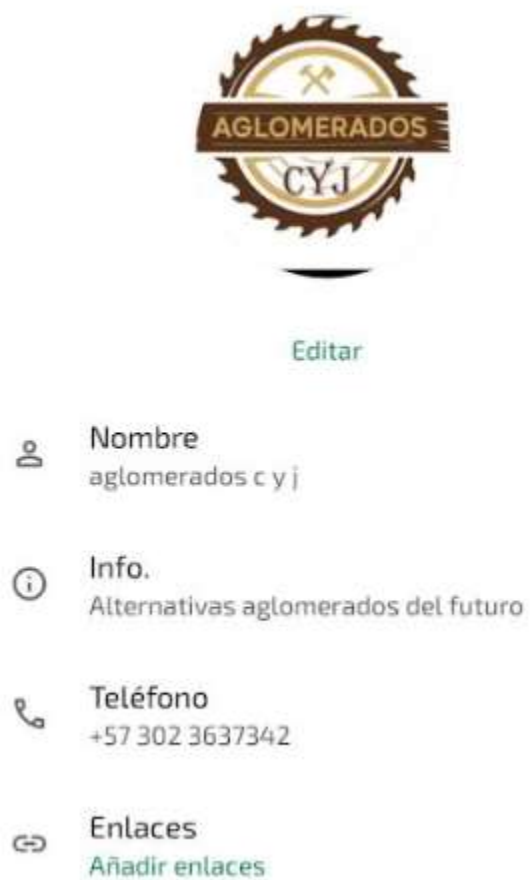 AGLOMERADOS
CYJ
Editar
Nombre
aglomerados c y j
Info.
Alternativas aglomerados del futuro
Teléfono
+57 302 3637342
Enlaces
Añadir enlaces